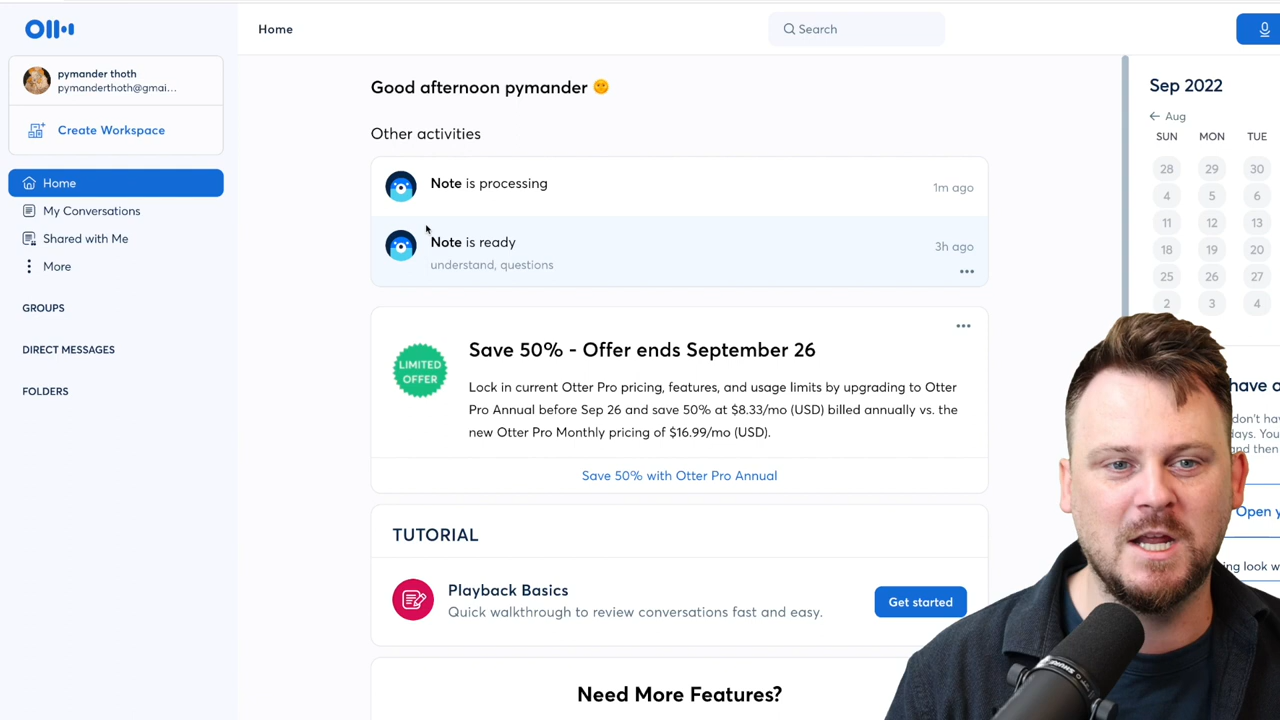 Home
Search
pymander thoth
pymanderthoth@gmai...
Create Workspace
Home
My Conversations
Shared with Me
More
GROUPS
DIRECT MESSAGES
FOLDERS
Good afternoon pymander
Other activities
Note is processing
1m ago
Note is ready
3h ago
understand, questions
LIMITED
OFFER
Save 50% - Offer ends September 26
Lock in current Otter Pro pricing, features, and usage limits by upgrading to Otter
Pro Annual before Sep 26 and save 50% at $8.33/mo (USD) billed annually vs. the
new Otter Pro Monthly pricing of $16.99/mo (USD).
Save 50% with Otter Pro Annual
TUTORIAL
Playback Basics
Quick walkthrough to review conversations fast and easy.
Get started
Need More Features?
Sep 2022
← Aug
SUN MON TUE
28 29 30
4 5 6
11 12 13
18 19 20
25 26 27
2 3 4
have
don't
days. You
and then
Open
look